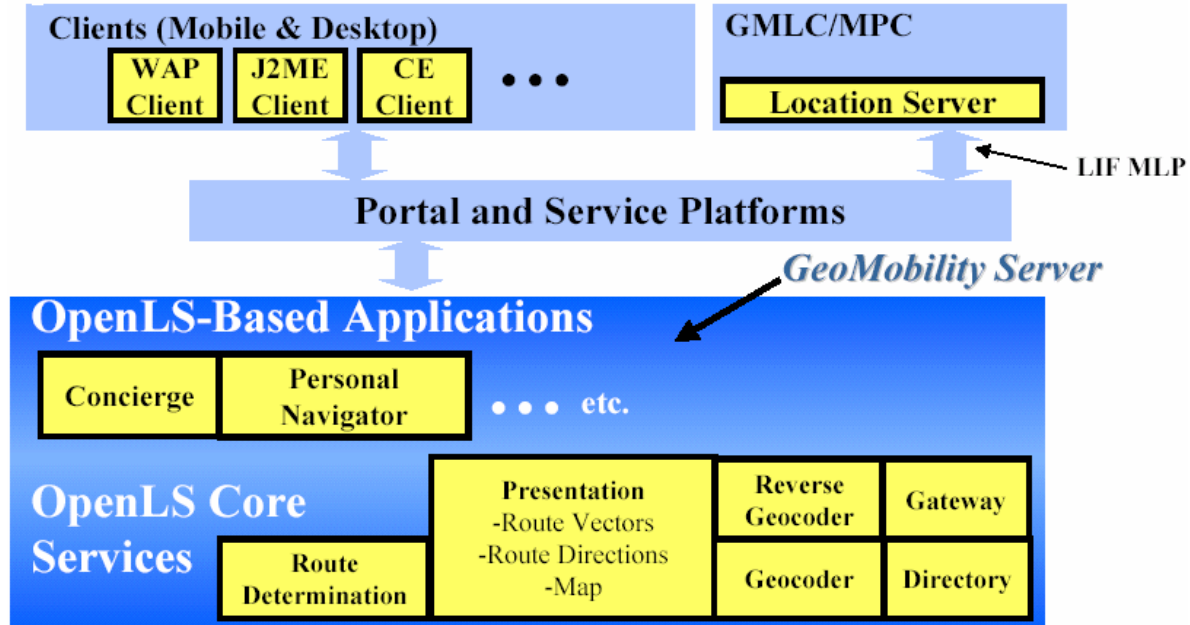 Clients (Mobile & Desktop)
WAP
Client
J2ME
Client
CE
Client
GMLC/MPC
Location Server
LIF MLP
Portal and Service Platforms
GeoMobility Server
OpenLS-Based Applications
Concierge
Personal
Navigator
etc.
OpenLS Core
Services
Route
Determination
Presentation
-Route Vectors
-Route Directions
-Map
Reverse
Geocoder
Gateway
Geocoder
Directory